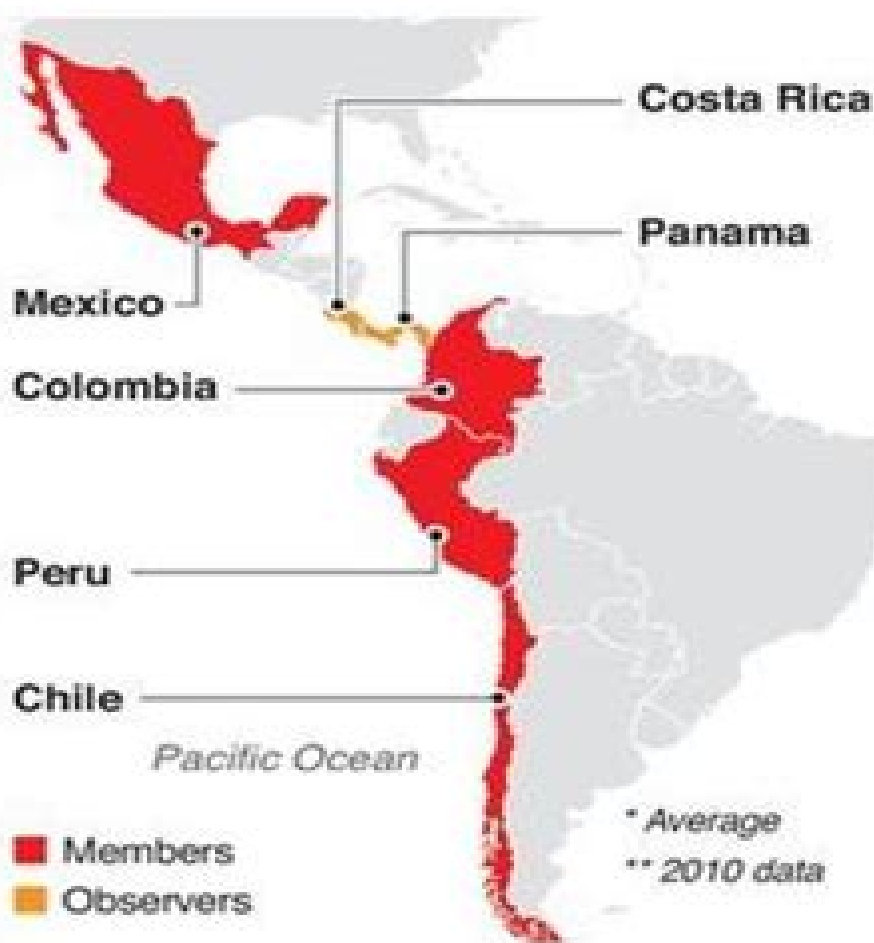 Costa Rica
Panama
Mexico
Colombia
Peru
Chile
Pacific Ocean
Members
Observers
* Average
** 2010 data